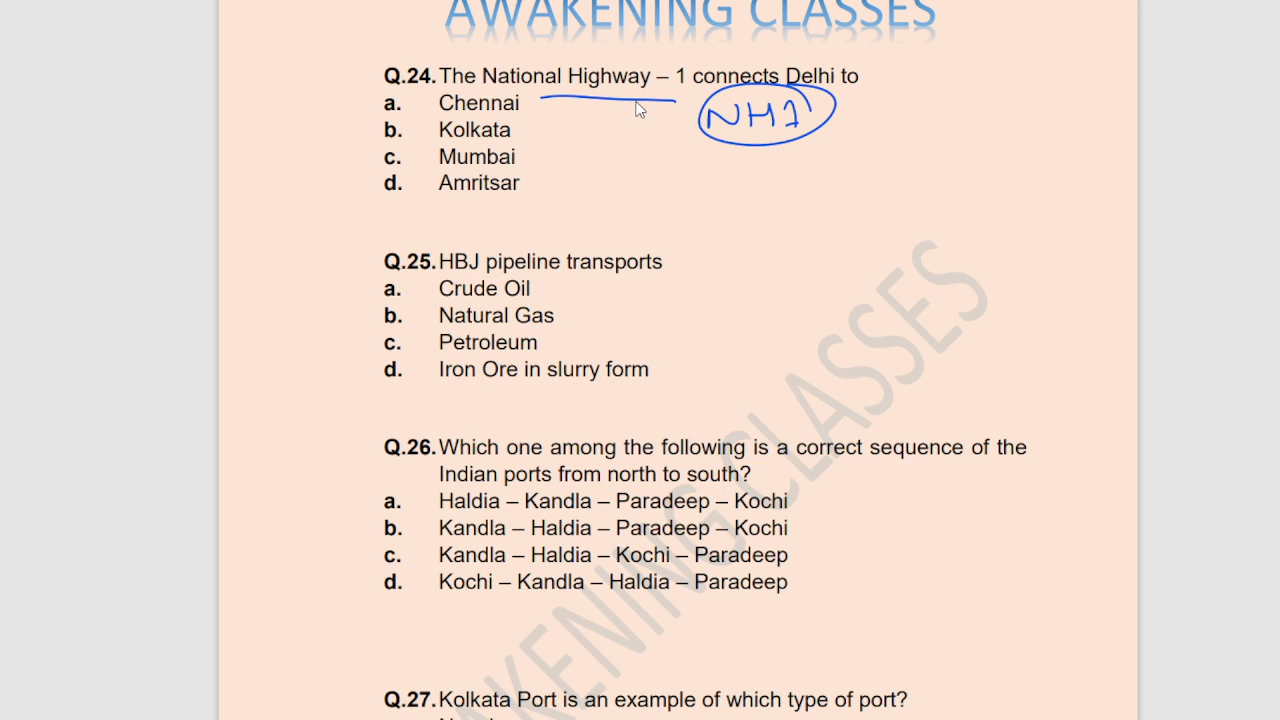 AWAKENING CLASSES
Q.24. The National Highway – 1 connects Delhi to
a. Chennai
NH1
b. Kolkata
c. Mumbai
d. Amritsar
Q.25. HBJ pipeline transports
a. Crude Oil
b. Natural Gas
c. Petroleum
d. Iron Ore in slurry form
Q.26. Which one among the following is a correct sequence of the
Indian ports from north to south?
a. Haldia – Kandla – Paradeep – Kochi
b. Kandla – Haldia – Paradeep – Kochi
c. Kandla – Haldia – Kochi – Paradeep
d. Kochi – Kandla – Haldia – Paradeep
AKENING CLASSES
Q.27. Kolkata Port is an example of which type of port?